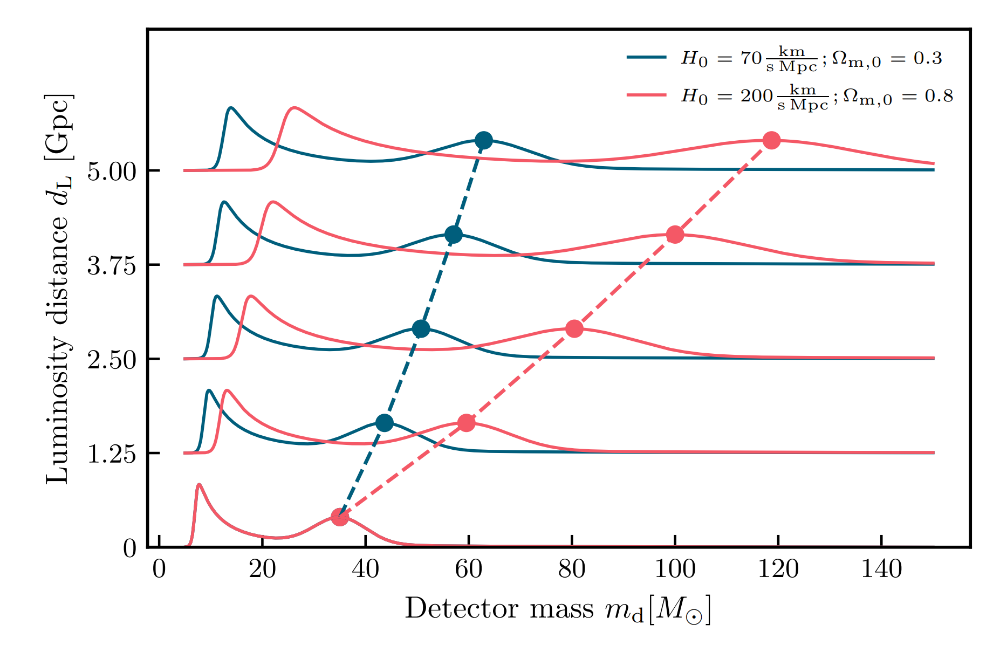 H₀ = 70 km/s Mpc ; Ωm,0 = 0.3
H₀ = 200 km/s Mpc ; Ωm,0 = 0.8
Luminosity distance dL [Gpc]
5.00
3.75
2.50
1.25
0
0 20 40 60 80 100 120 140
Detector mass md[M⊙]